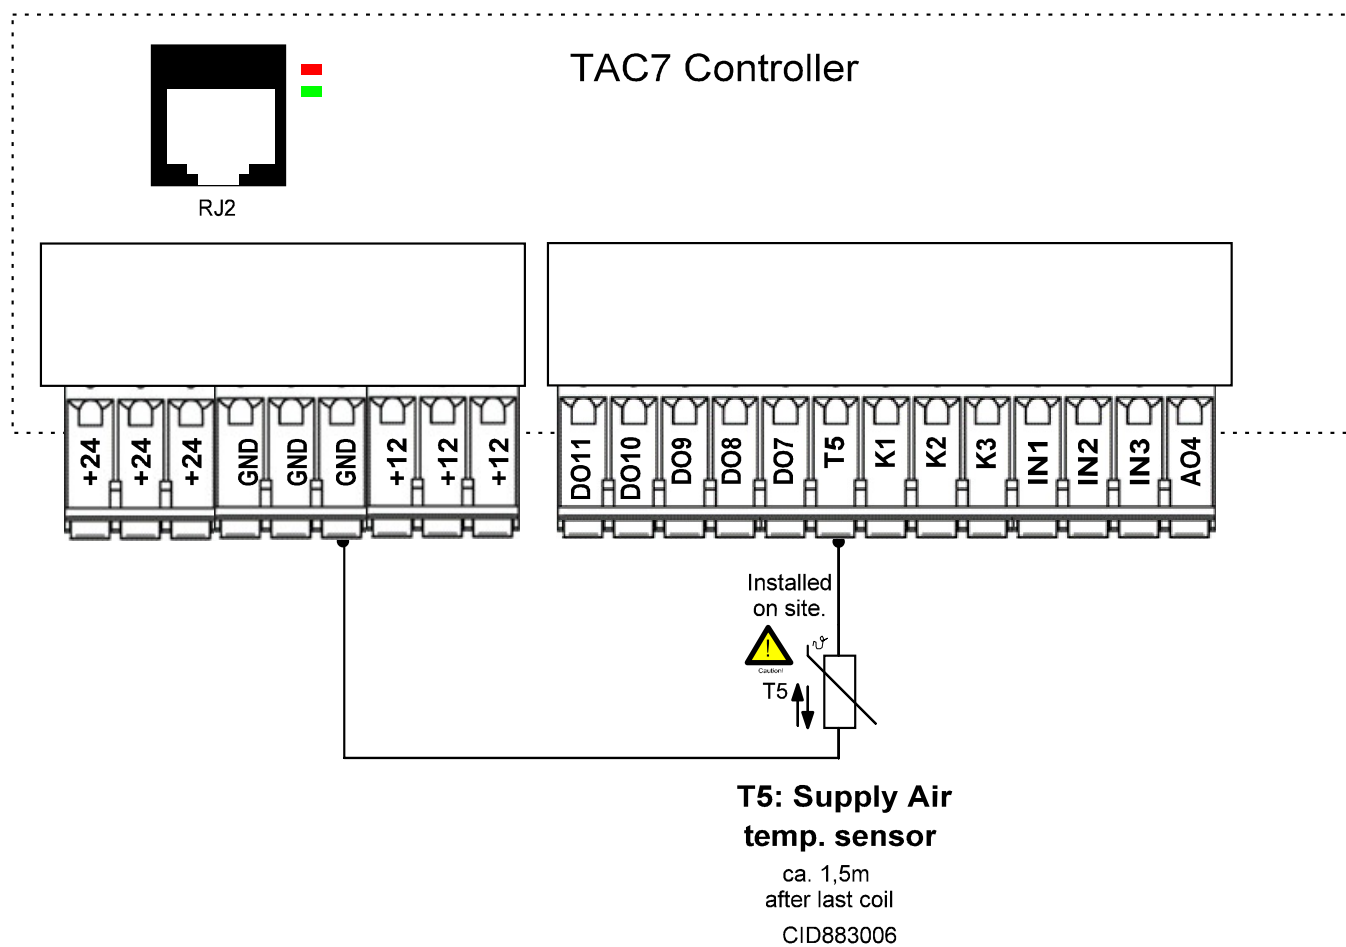 TAC7 Controller
RJ2
+24
+24
+24
GND
GND
GND
+12
+12
+12
DO11
DO10
DO9
DO8
DO7
T5
K1
K2
K3
IN1
IN2
IN3
AO4
Installed
on site.
ϑ
!
Caution!
T5
T5: Supply Air
temp. sensor
ca. 1,5m
after last coil
CID883006